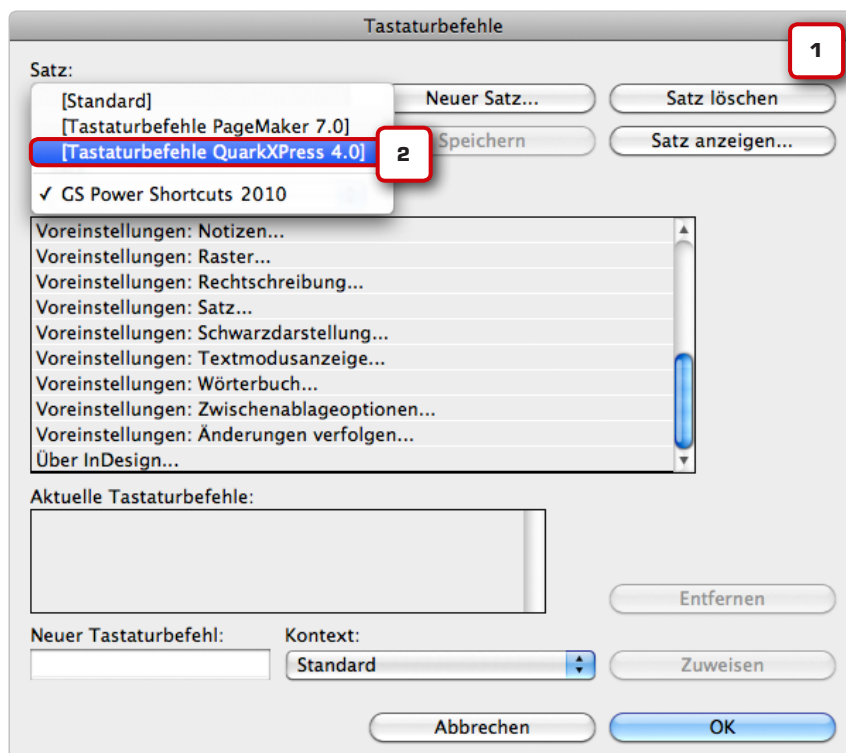 Tastaturbefehle
1
Satz:
[Standard]
[Tastaturbefehle PageMaker 7.0]
[Tastaturbefehle QuarkXPress 4.0]
2
✓ GS Power Shortcuts 2010
Neuer Satz...
Satz löschen
Speichern
Satz anzeigen...
Voreinstellungen: Notizen...
Voreinstellungen: Raster...
Voreinstellungen: Rechtschreibung...
Voreinstellungen: Satz...
Voreinstellungen: Schwarzdarstellung...
Voreinstellungen: Textmodusanzeige...
Voreinstellungen: Wörterbuch...
Voreinstellungen: Zwischenablageoptionen...
Voreinstellungen: Änderungen verfolgen...
Über InDesign...
Aktuelle Tastaturbefehle:
Entfernen
Neuer Tastaturbefehl:
Kontext:
Standard
Zuweisen
Abbrechen
OK